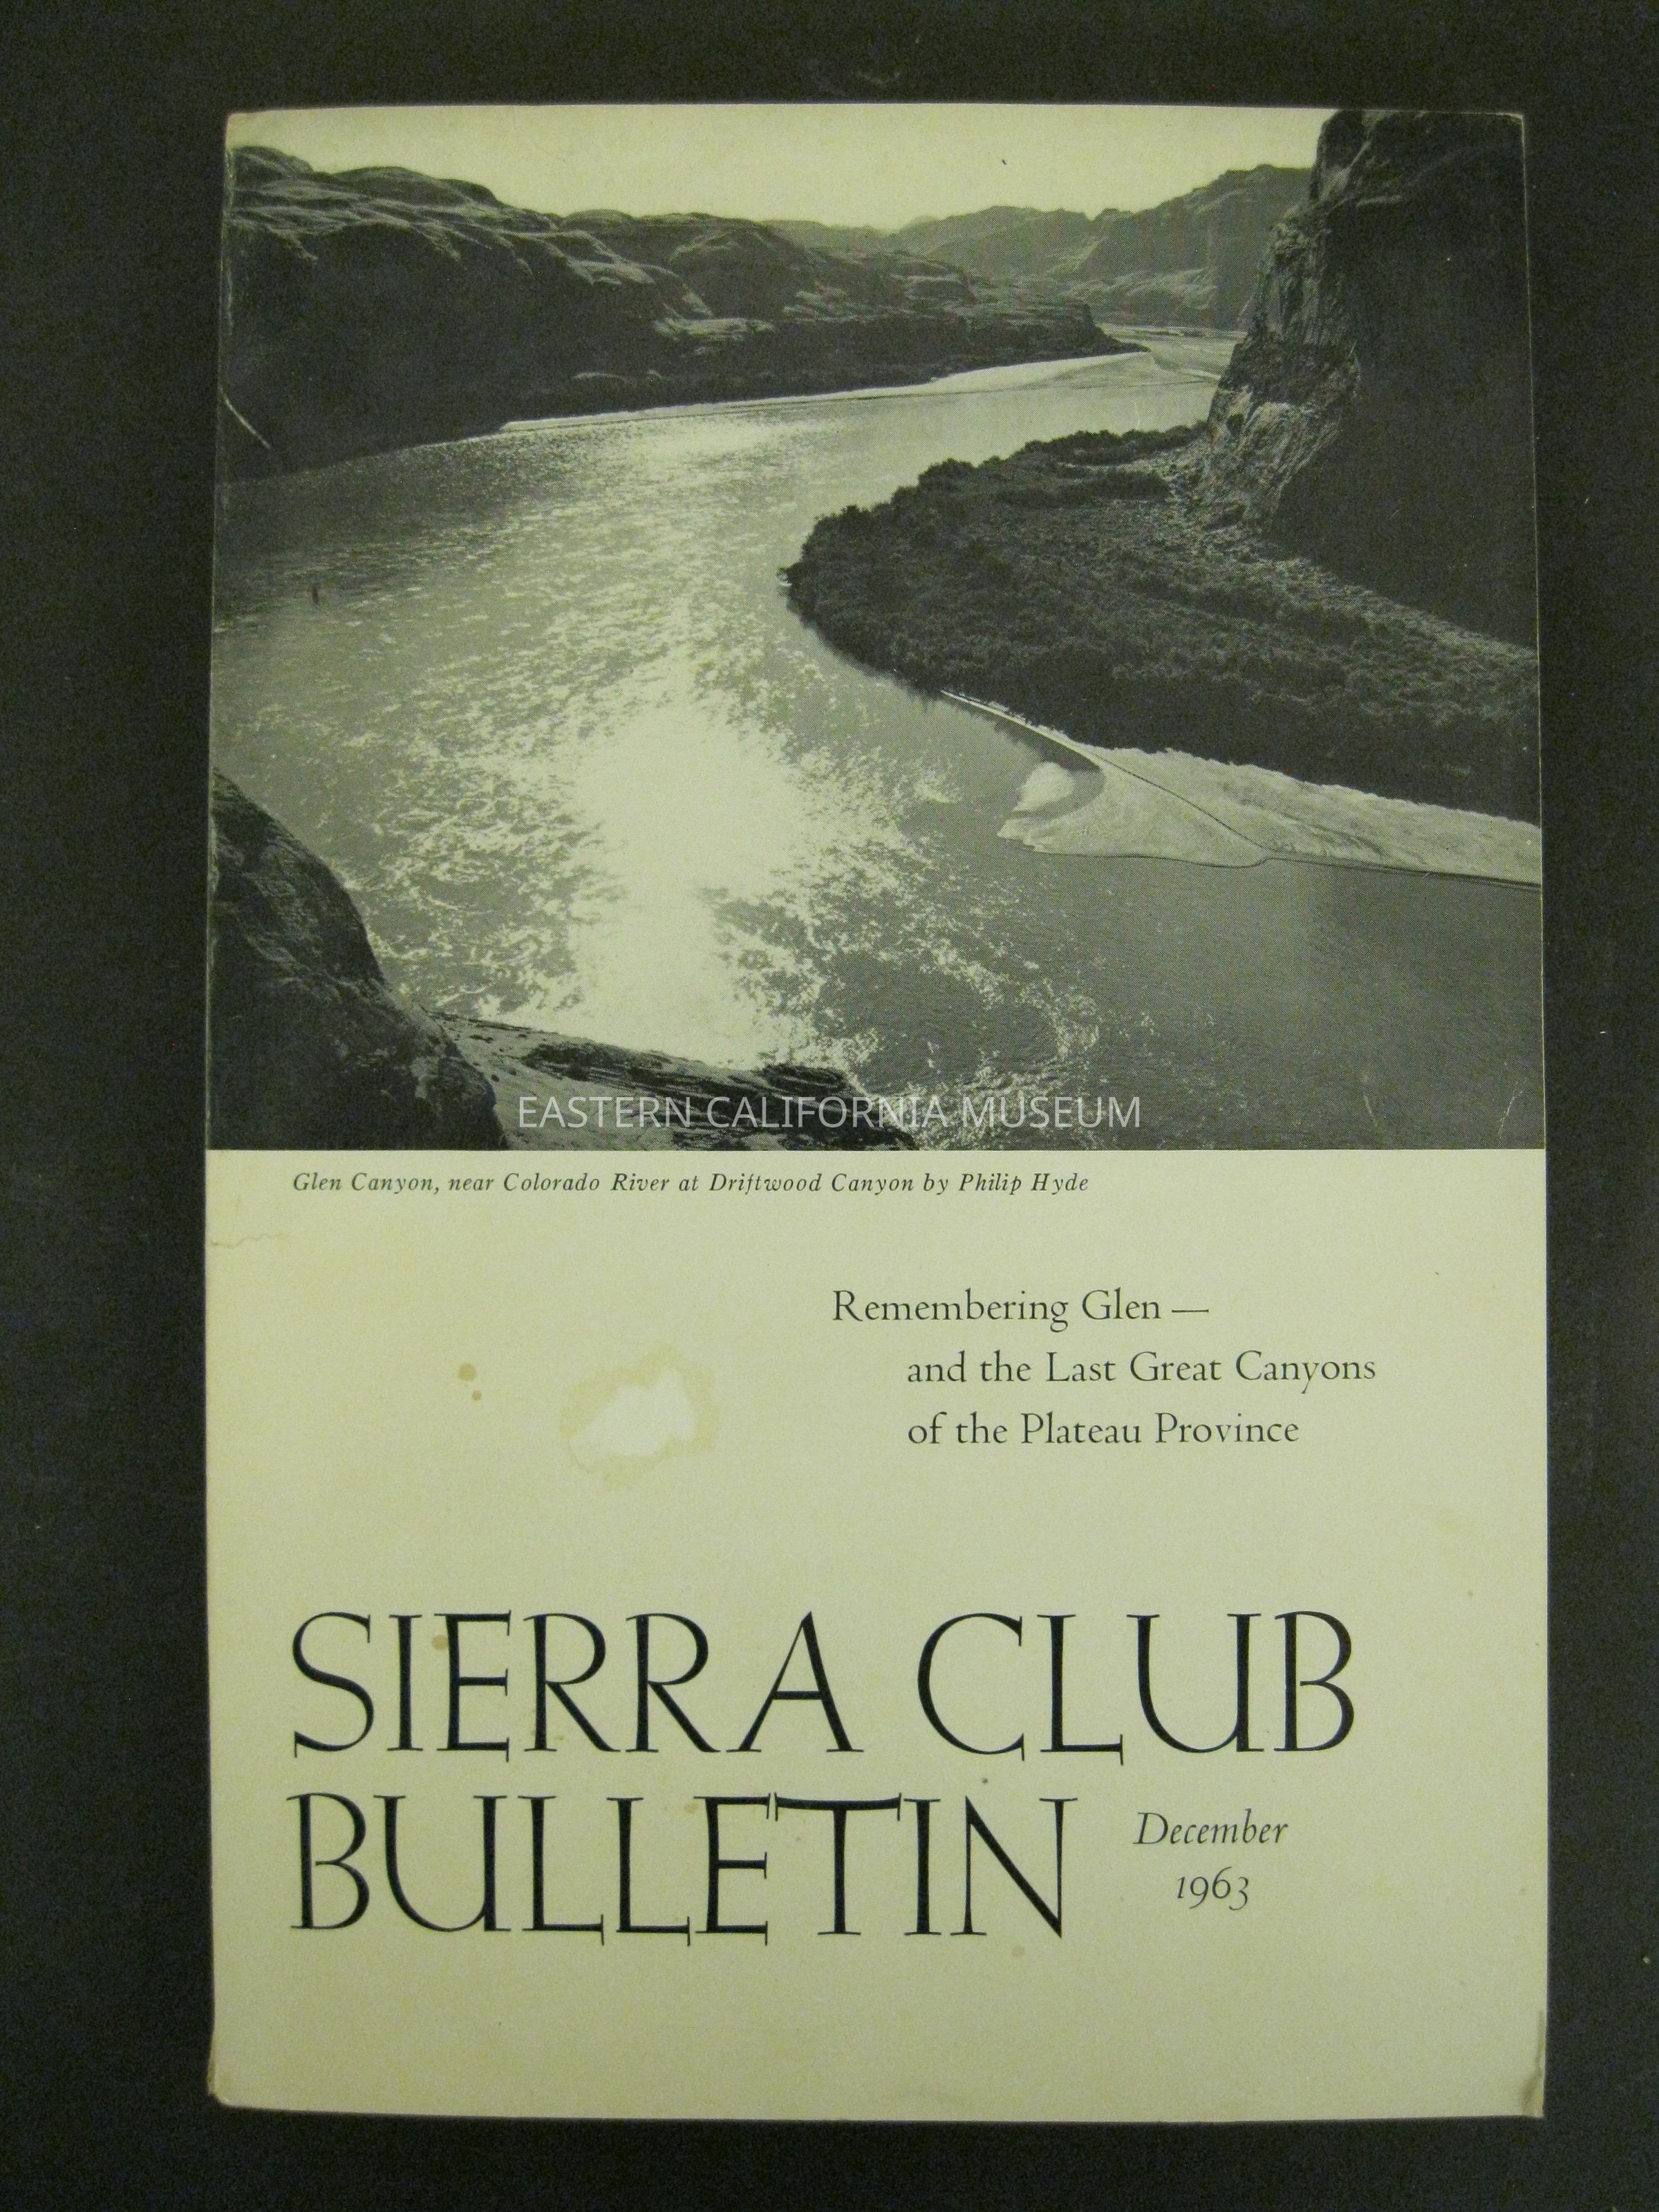 EASTERN CALIFORNIA MUSEUM
Glen Canyon, near Colorado River at Driftwood Canyon by Philip Hyde
Remembering Glen —
and the Last Great Canyons
of the Plateau Province
SIERRA CLUB
BULLETIN
December
1963